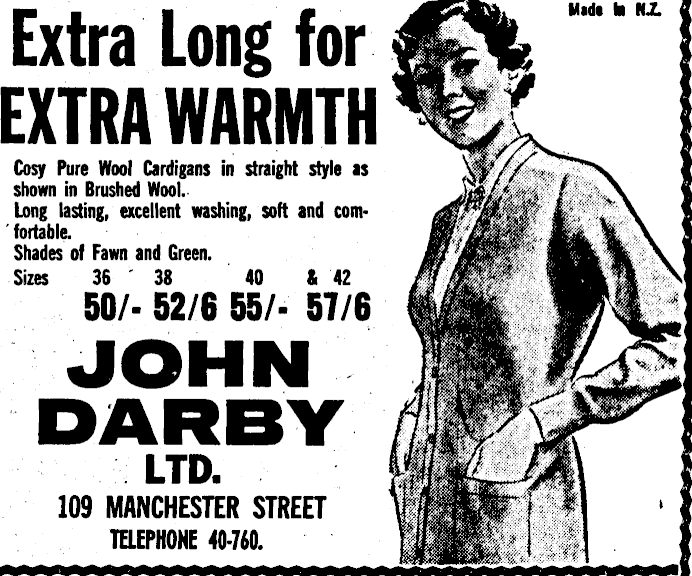 Made in N.Z.
Extra Long for
EXTRA WARMTH
Cosy Pure Wool Cardigans in straight style as
shown in Brushed Wool.
Long lasting, excellent washing, soft and com-
fortable.
Shades of Fawn and Green.
Sizes 36 38 40 & 42
50/- 52/6 55/- 57/6
JOHN
DARBY
LTD.
109 MANCHESTER STREET
TELEPHONE 40-760.